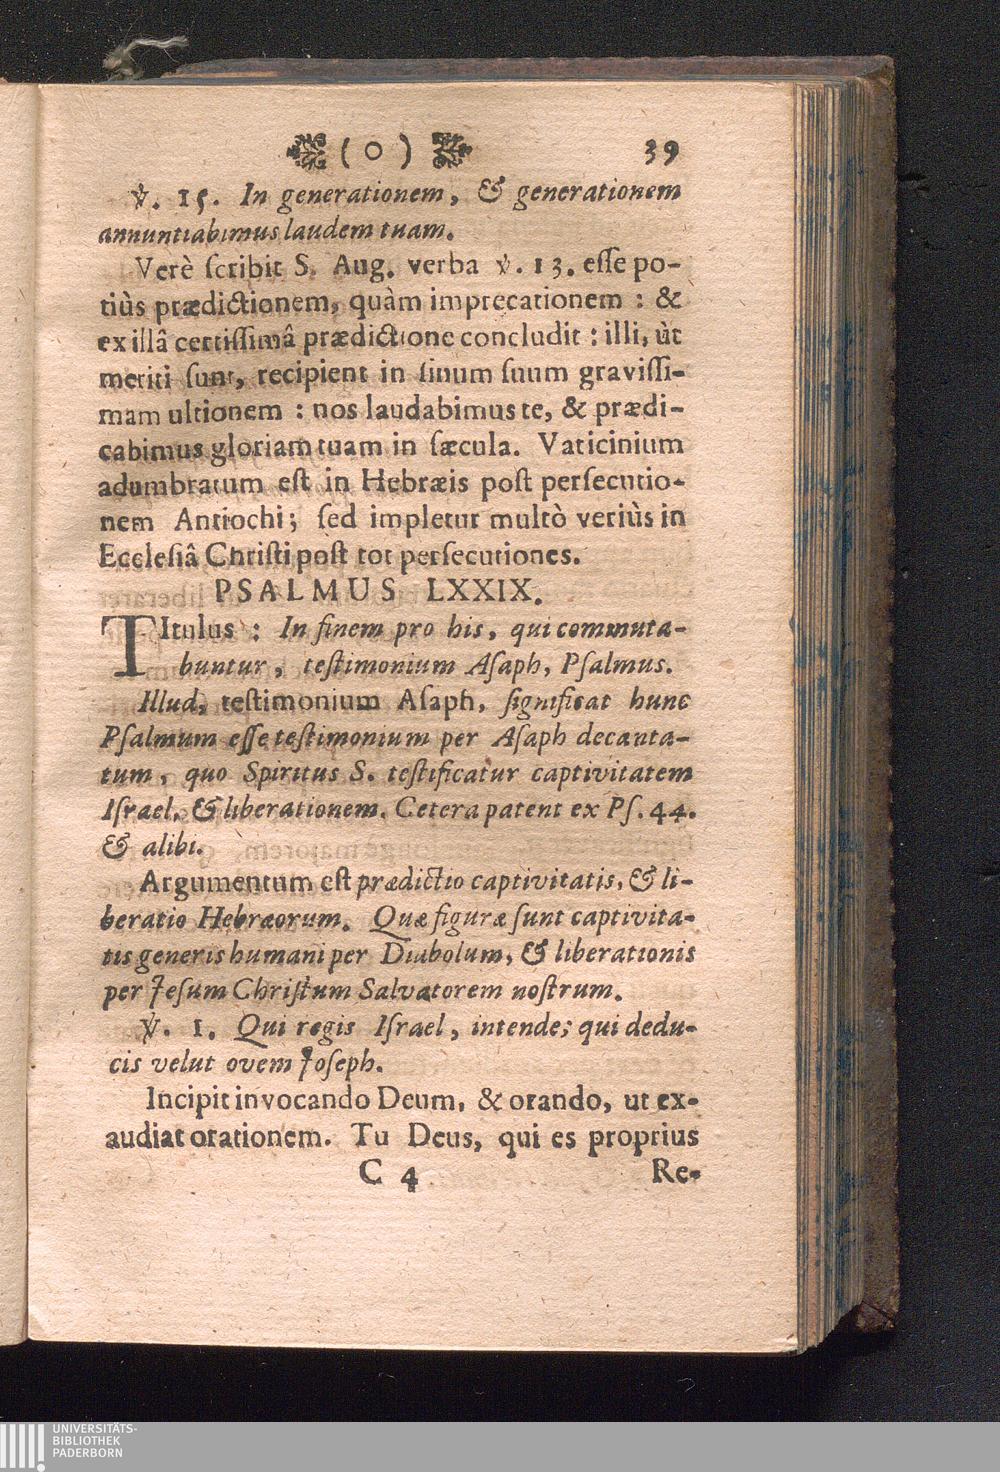 ( O ) 39
℣. 15. In generationem, & generationem
annuntiabimus laudem tuam.
Verè ſcribit S. Aug. verba ℣. 13. eſſe po-
tiùs prædictionem, quàm imprecationem : &
ex illâ certiſſimâ prædictione concludit : illi, ùt
meriti ſunt, recipient in ſinum ſuum graviſſi-
mam ultionem : nos laudabimus te, & prædi-
cabimus gloriam tuam in ſæcula. Vaticinium
adumbratum eſt in Hebræis poſt perſecutio-
nem Antiochi; ſed impletur multò veriùs in
Eccleſiâ Chriſti poſt tot perſecutiones.
PSALMUS LXXIX.
TItulus : In finem pro his, qui commuta-
buntur, teſtimonium Aſaph, Pſalmus.
Illud, teſtimonium Aſaph, ſignificat hunc
Pſalmum eſſe teſtimonium per Aſaph decanta-
tum, quo Spiritus S. teſtificatur captivitatem
Iſrael, & liberationem. Cetera patent ex Pſ. 44.
& alibi.
Argumentum eſt prædictio captivitatis, & li-
beratio Hebræorum. Quæ figuræ ſunt captivita-
tis generis humani per Diabolum, & liberationis
per Jeſum Chriſtum Salvatorem noſtrum.
℣. 1. Qui regis Iſrael, intende; qui dedu-
cis velut ovem Joſeph.
Incipit invocando Deum, & orando, ut ex-
audiat orationem. Tu Deus, qui es proprius
C 4 Re-
UNIVERSITÄTS-
BIBLIOTHEK
PADERBORN